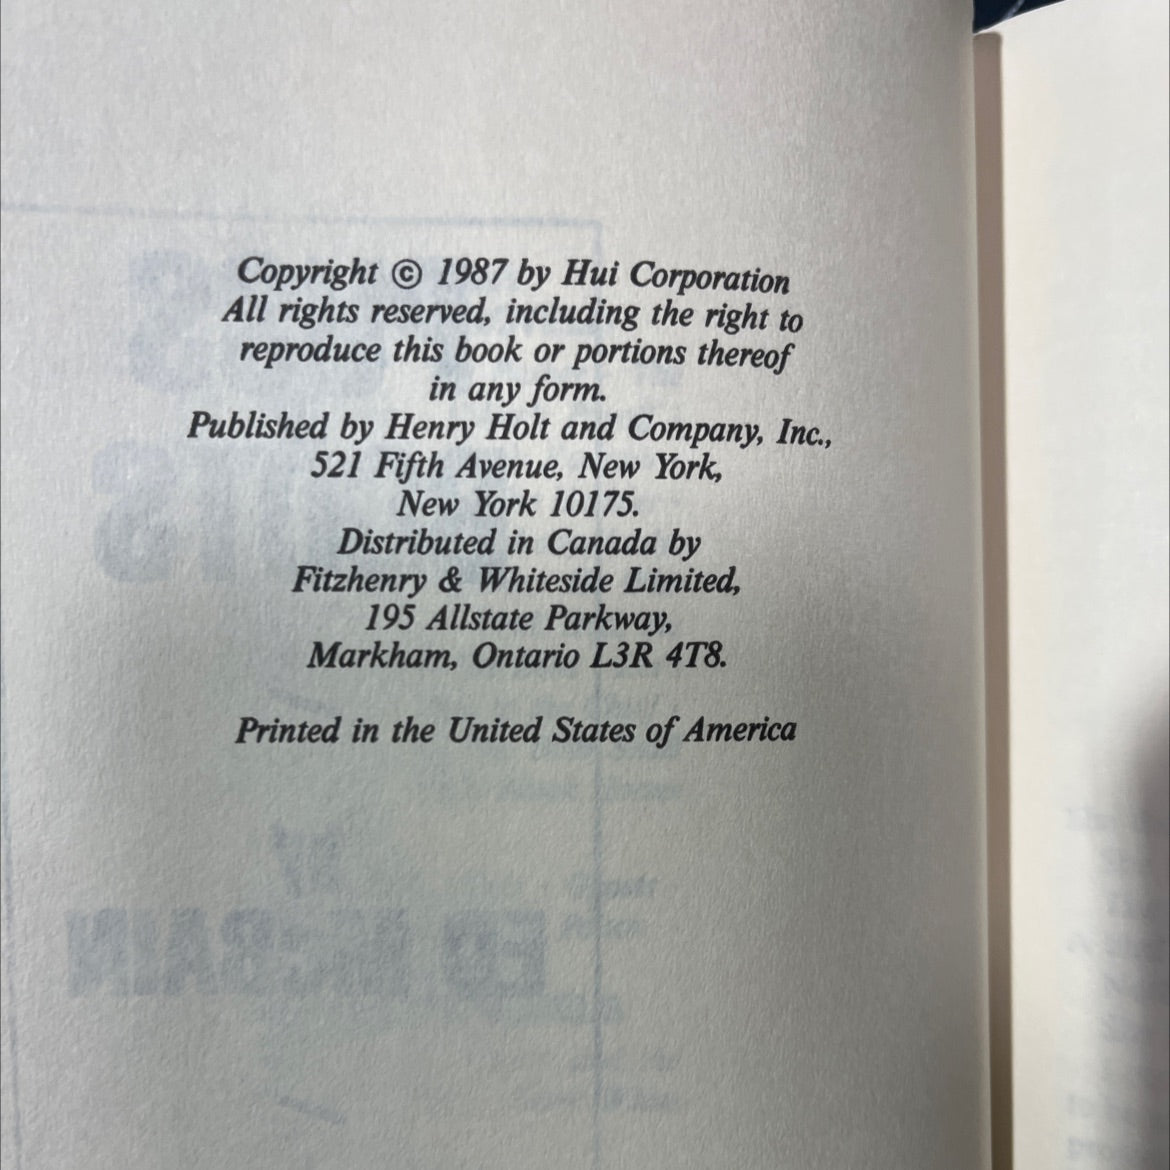 Copyright © 1987 by Hui Corporation
All rights reserved, including the right to
reproduce this book or portions thereof
in any form.
Published by Henry Holt and Company, Inc.,
521 Fifth Avenue, New York,
New York 10175.
Distributed in Canada by
Fitzhenry & Whiteside Limited,
195 Allstate Parkway,
Markham, Ontario L3R 4T8.
Printed in the United States of America
by
ED McBAIN